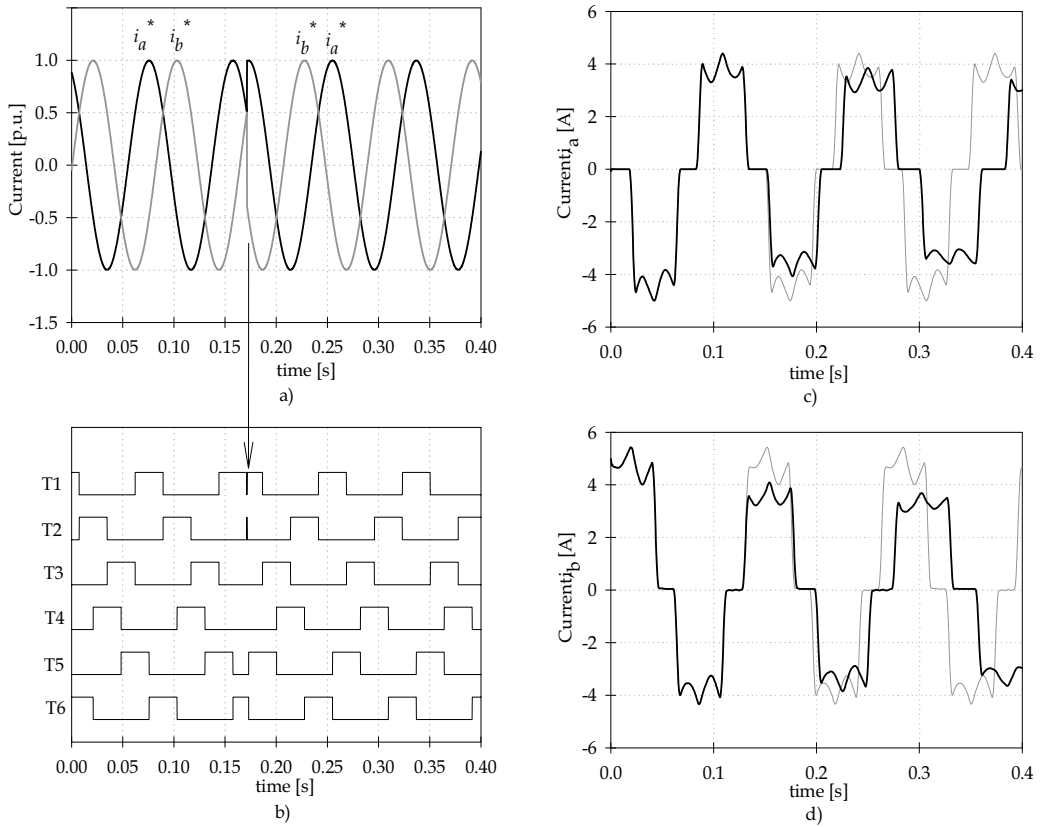 i_a^* i_b^* i_b^* i_a^*
1.0
0.5
0.0
-0.5
-1.0
-1.5
Current [p.u.]
0.00 0.05 0.10 0.15 0.20 0.25 0.30 0.35 0.40
time [s]
a)
T1
T2
T3
T4
T5
T6
0.00 0.05 0.10 0.15 0.20 0.25 0.30 0.35 0.40
time [s]
b)
6
4
2
0
-2
-4
-6
Current i_a [A]
0 0.1 0.2 0.3 0.4
time [s]
c)
6
4
2
0
-2
-4
-6
Current i_b [A]
0 0.1 0.2 0.3 0.4
time [s]
d)